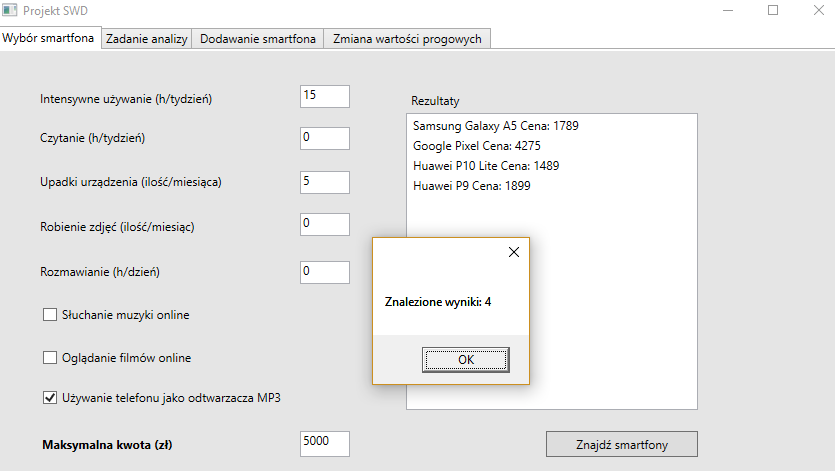 Projekt SWD
Wybór smartfona
Zadanie analizy
Dodawanie smartfona
Zmiana wartości progowych
Intensywne używanie (h/tydzień)
15
Czytanie (h/tydzień)
0
Upadki urządzenia (ilość/miesiąca)
5
Robienie zdjęć (ilość/miesiąc)
0
Rozmawianie (h/dzień)
0
Słuchanie muzyki online
Oglądanie filmów online
Używanie telefonu jako odtwarzacza MP3
Maksymalna kwota (zł)
5000
Rezultaty
Samsung Galaxy A5 Cena: 1789
Google Pixel Cena: 4275
Huawei P10 Lite Cena: 1489
Huawei P9 Cena: 1899
Znalezione wyniki: 4
OK
Znajdź smartfony